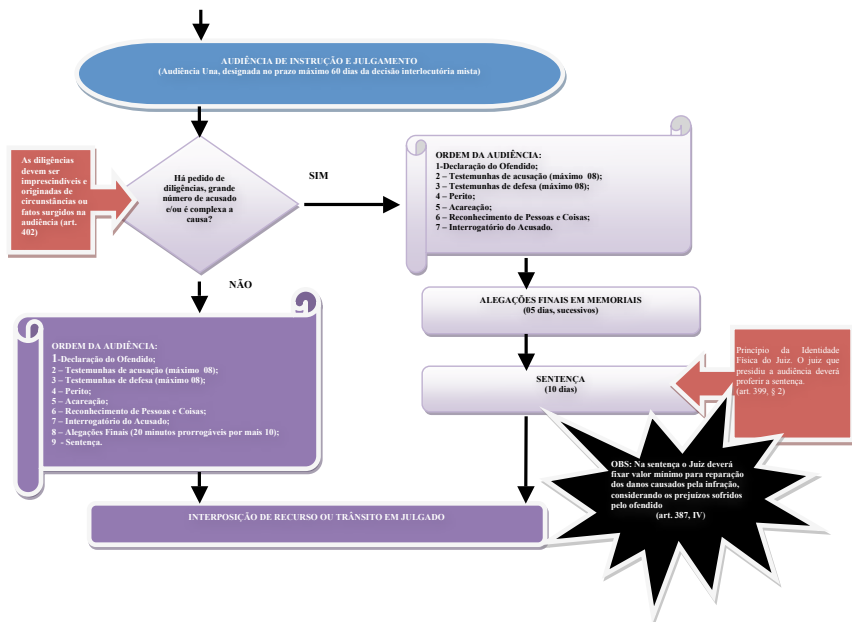 AUDIÊNCIA DE INSTRUÇÃO E JULGAMENTO
(Audiência Una, designada no prazo máximo 60 dias da decisão interlocutória mista)
As diligências
devem ser
imprescindíveis e
originadas de
circunstâncias ou
fatos surgidos na
audiência (art.
402)
Há pedido de
diligências, grande
número de acusado
e/ou é complexa a
causa?
SIM
ORDEM DA AUDIÊNCIA:
1-Declaração do Ofendido;
2 – Testemunhas de acusação (máximo 08);
3 – Testemunhas de defesa (máximo 08);
4 – Perito;
5 – Acareação;
6 – Reconhecimento de Pessoas e Coisas;
7 – Interrogatório do Acusado.
NÃO
ALEGAÇÕES FINAIS EM MEMORIAIS
(05 dias, sucessivos)
ORDEM DA AUDIÊNCIA:
1-Declaração do Ofendido;
2 – Testemunhas de acusação (máximo 08);
3 – Testemunhas de defesa (máximo 08);
4 – Perito;
5 – Acareação;
6 – Reconhecimento de Pessoas e Coisas;
7 – Interrogatório do Acusado;
8 – Alegações Finais (20 minutos prorrogáveis por mais 10);
9 - Sentença.
SENTENÇA
(10 dias)
Princípio da Identidade
Física do Juiz. O juiz que
presidiu a audiência deverá
proferir a sentença.
(art. 399, § 2)
OBS: Na sentença o Juiz deverá
fixar valor mínimo para reparação
dos danos causados pela infração,
considerando os prejuízos sofridos
pelo ofendido
(art. 387, IV)
INTERPOSIÇÃO DE RECURSO OU TRÂNSITO EM JULGADO